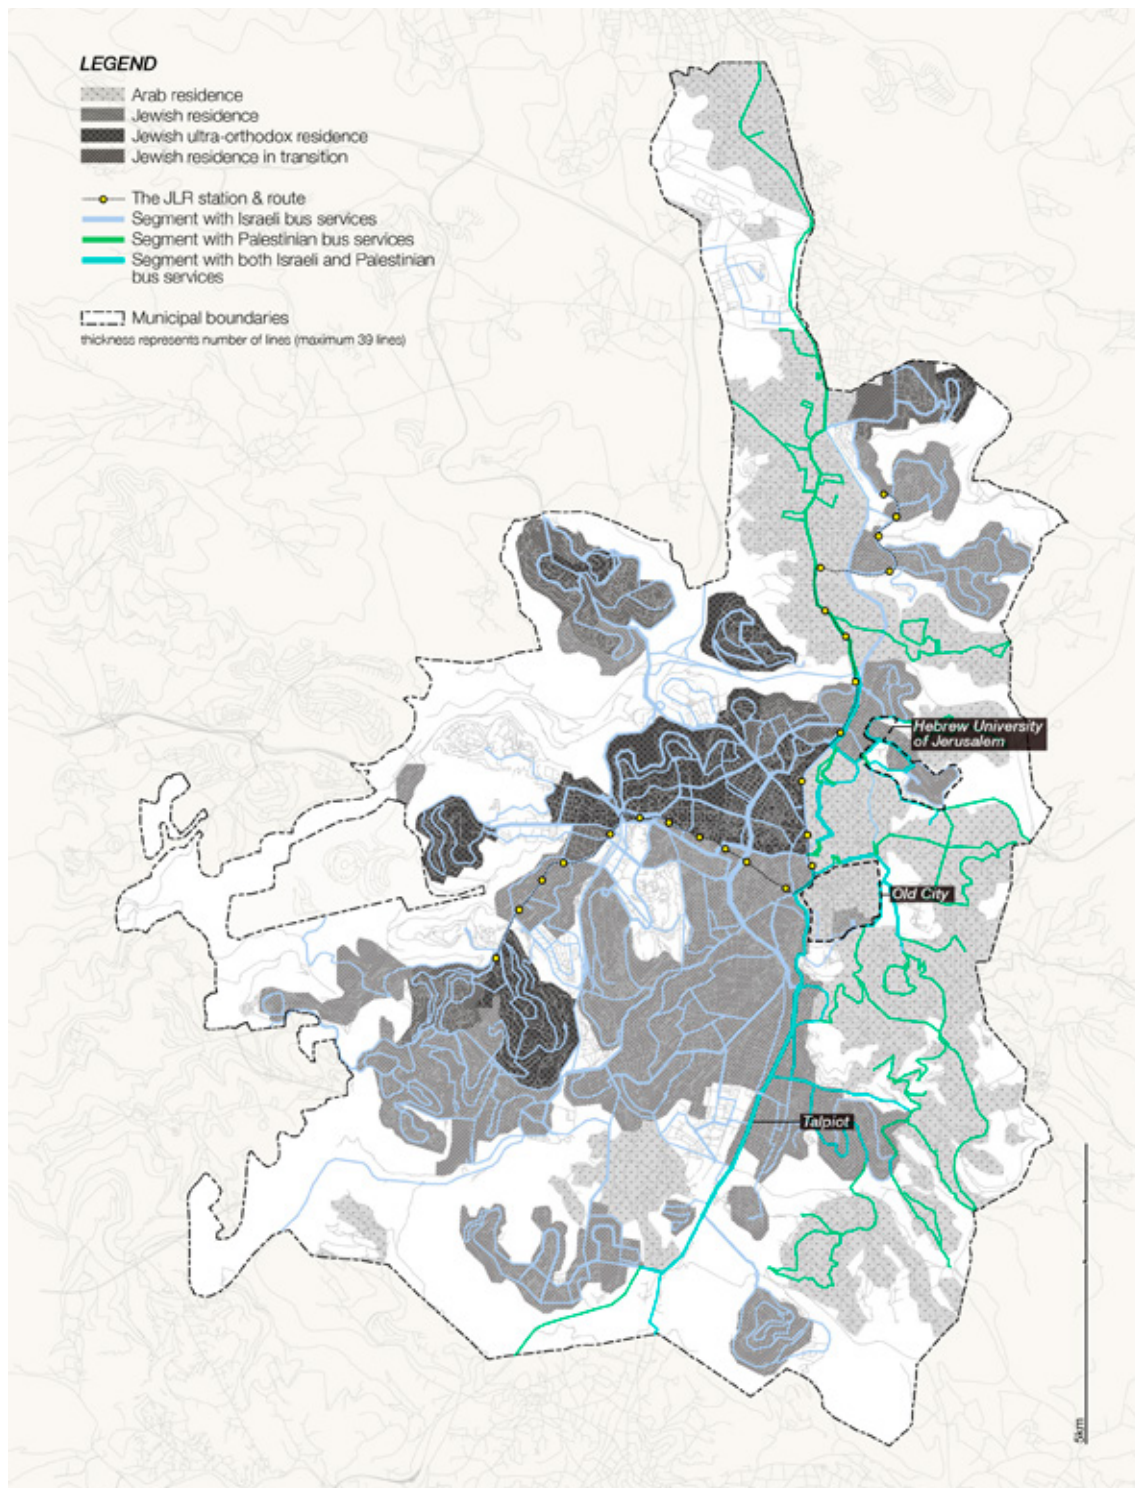 LEGEND
Arab residence
Jewish residence
Jewish ultra-orthodox residence
Jewish residence in transition
The JLR station & route
Segment with Israeli bus services
Segment with Palestinian bus services
Segment with both Israeli and Palestinian
bus services
Municipal boundaries
thickness represents number of lines (maximum 39 lines)
Hebrew University
of Jerusalem
Old City
Talpiot
5km